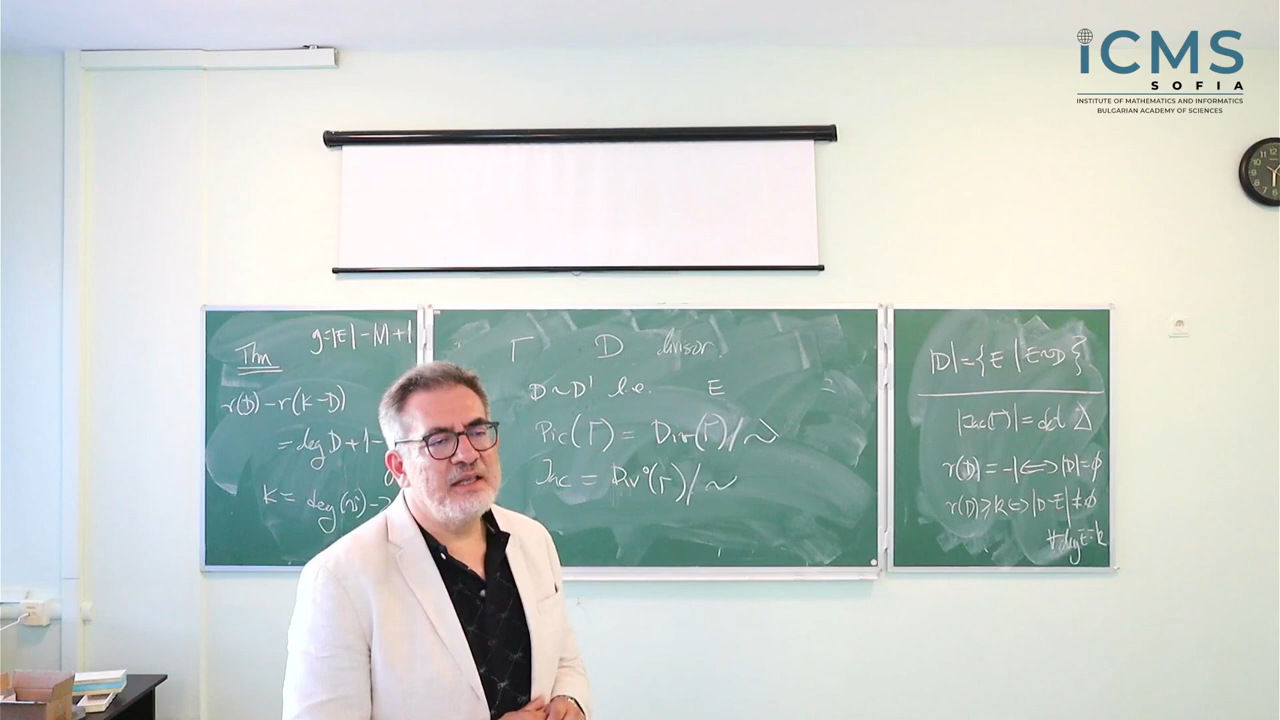 iCMS
SOFIA
INSTITUTE OF MATHEMATICS AND INFORMATICS
BULGARIAN ACADEMY OF SCIENCES
Thm
g=|E|-|V|+1
r(D)-r(K-D)
=deg D+1-
K= deg(
Γ D divisor.
D~D' l.e. E
Pic(Γ) = Div(Γ)/~
Jac = Div⁰(Γ)/~
|D|={E | E~D}
|Jac(Γ)|=det Δ
r(D)=-1⟺|D|=∅
r(D)≥k⟺|D-E|≠∅
∀ deg E=k